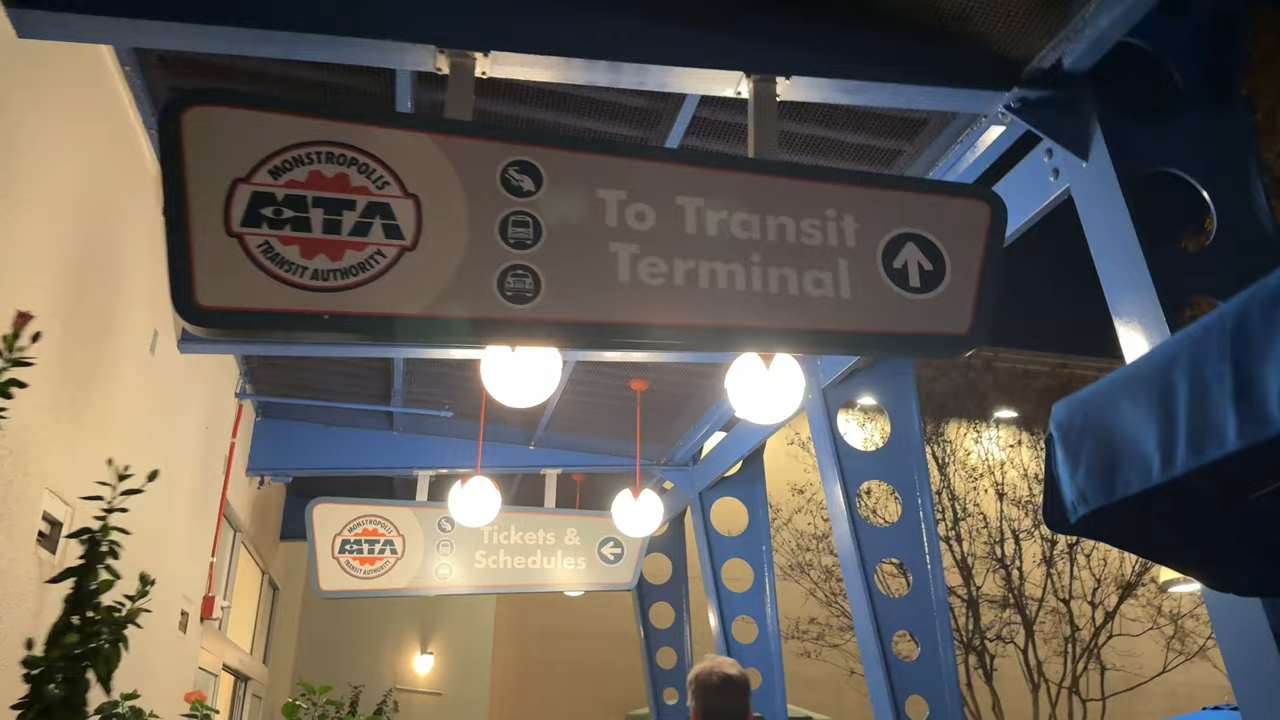 MONSTROPOLIS
MTA
TRANSIT AUTHORITY
To Transit
Terminal
MONSTROPOLIS
MTA
TRANSIT AUTHORITY
Tickets &
Schedules